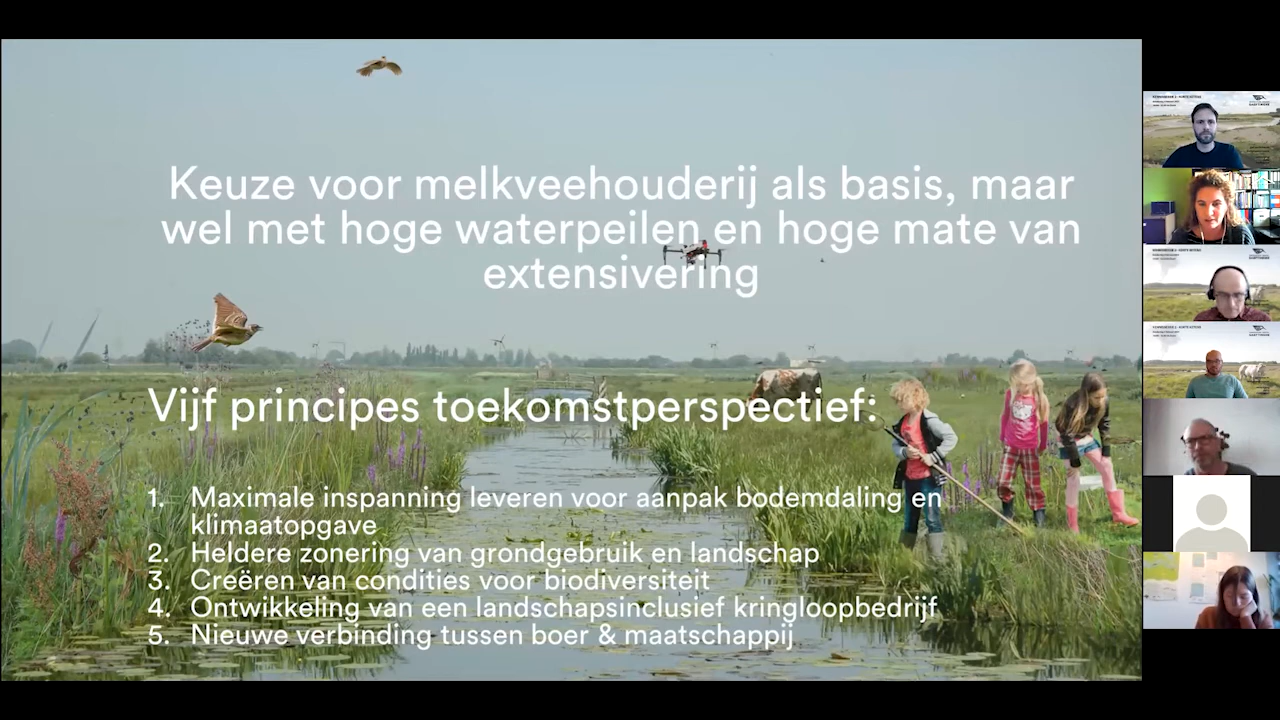 Keuze voor melkveehouderij als basis, maar
wel met hoge waterpeilen en hoge mate van
extensivering
Vijf principes toekomstperspectief:
1. Maximale inspanning leveren voor aanpak bodemdaling en
klimaatopgave
2. Heldere zonering van grondgebruik en landschap
3. Creëren van condities voor biodiversiteit
4. Ontwikkeling van een landschapsinclusief kringloopbedrijf
5. Nieuwe verbinding tussen boer & maatschappij